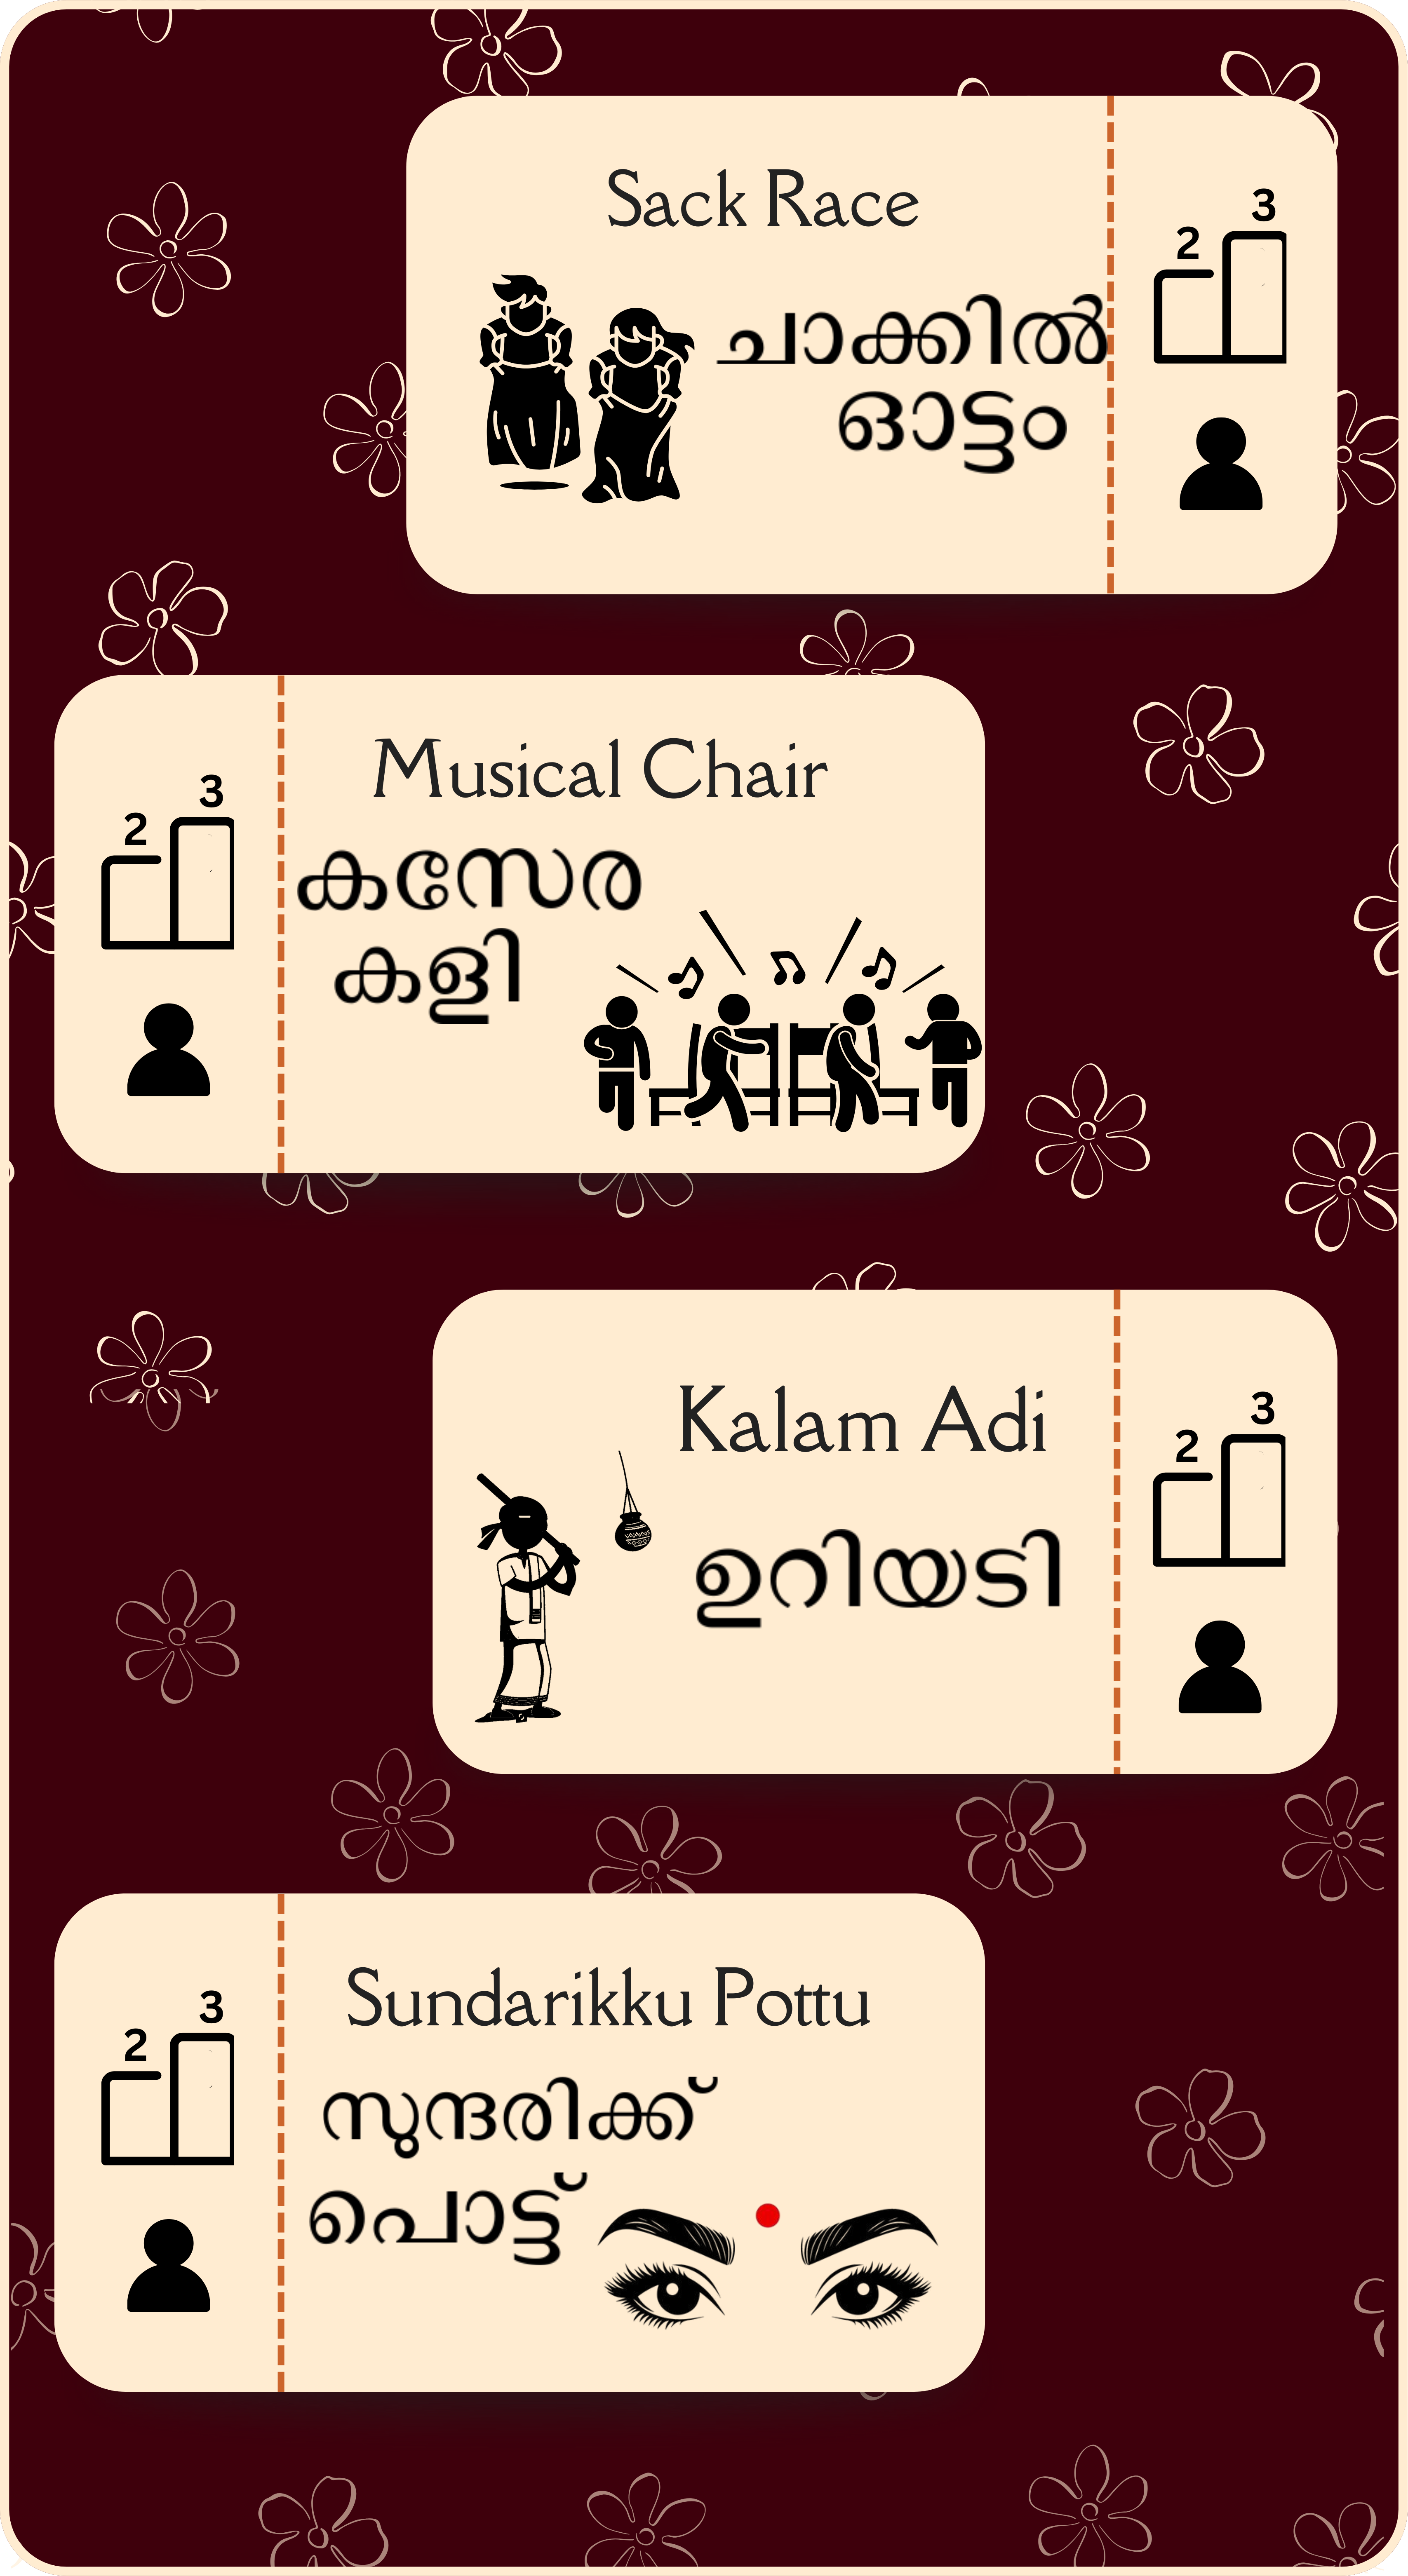 Sack Race
ചാക്കിൽ
ഓട്ടം
3
2
Musical Chair
കസേര
കളി
3
2
Kalam Adi
ഉറിയടി
3
2
Sundarikku Pottu
സുന്ദരിക്ക്
പൊട്ട്
3
2